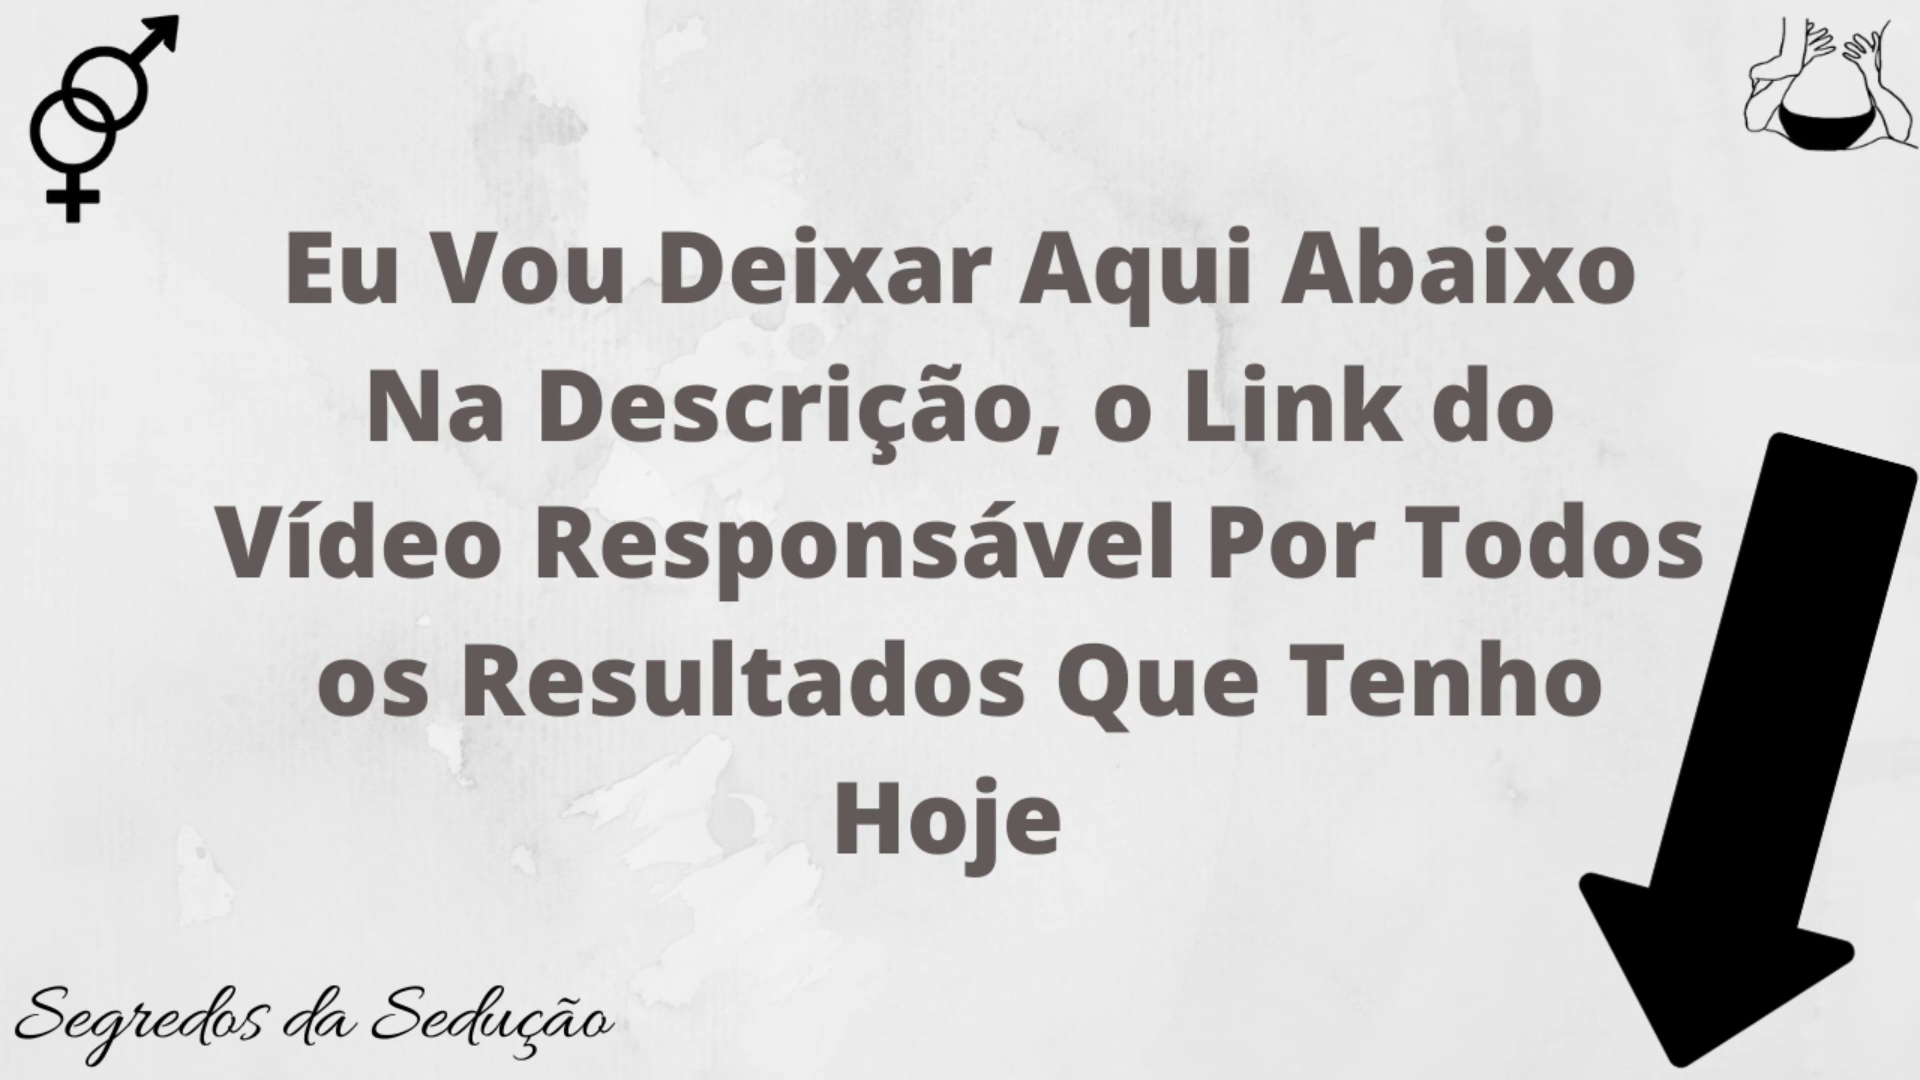 Eu Vou Deixar Aqui Abaixo
Na Descrição, o Link do
Vídeo Responsável Por Todos
os Resultados Que Tenho
Hoje
Segredos da Sedução